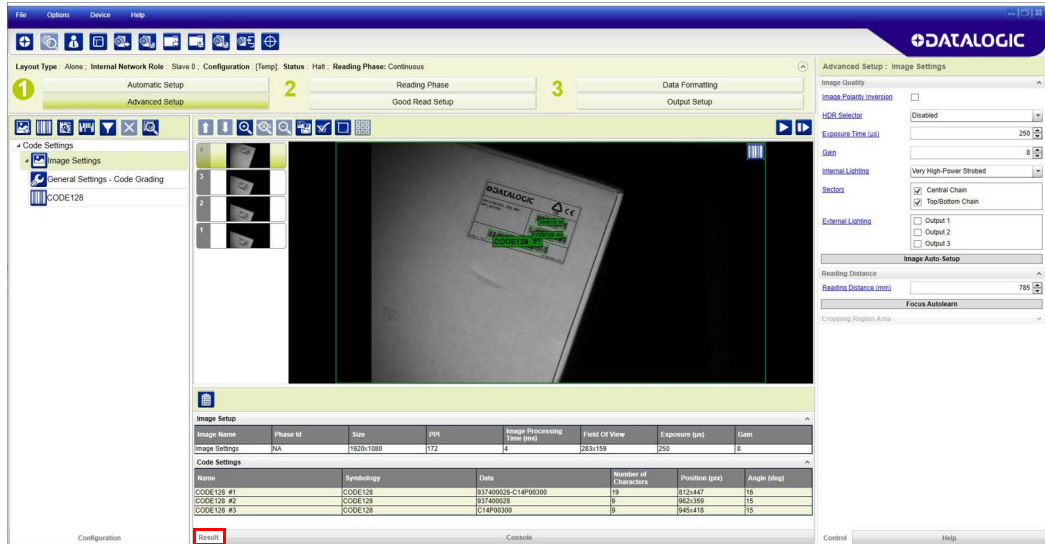 File Options Device Help
DATALOGIC
Layout Type : Alone ; Internal Network Role : Slave 0 ; Configuration : [Temp]; Status : Halt ; Reading Phase: Continuous
Advanced Setup : Image Settings
1 Automatic Setup
Advanced Setup
2 Reading Phase
Good Read Setup
3 Data Formatting
Output Setup
Code Settings
Image Settings
General Settings - Code Grading
CODE128
Configuration
4
3
2
1
DATALOGIC
CE
CODE128 #1
Image Setup
Image Name Phase Id Size PPI Image Processing Time (ms) Field Of View Exposure (µs) Gain
Image Settings NA 1920x1080 172 4 283x159 250 8
Code Settings
Name Symbology Data Number of Characters Position (pix) Angle (deg)
CODE128 #1 CODE128 937400028-C14P00300 19 812x447 16
CODE128 #2 CODE128 937400028 9 962x359 15
CODE128 #3 CODE128 C14P00300 9 945x418 15
Result Console
Image Quality
Image Polarity Inversion
HDR Selector Disabled
Exposure Time (µs) 250
Gain 8
Internal Lighting Very High-Power Strobed
Sectors Central Chain
Top/Bottom Chain
External Lighting Output 1
Output 2
Output 3
Image Auto-Setup
Reading Distance
Reading Distance (mm) 785
Focus Autolearn
Cropping Region Area
Control Help